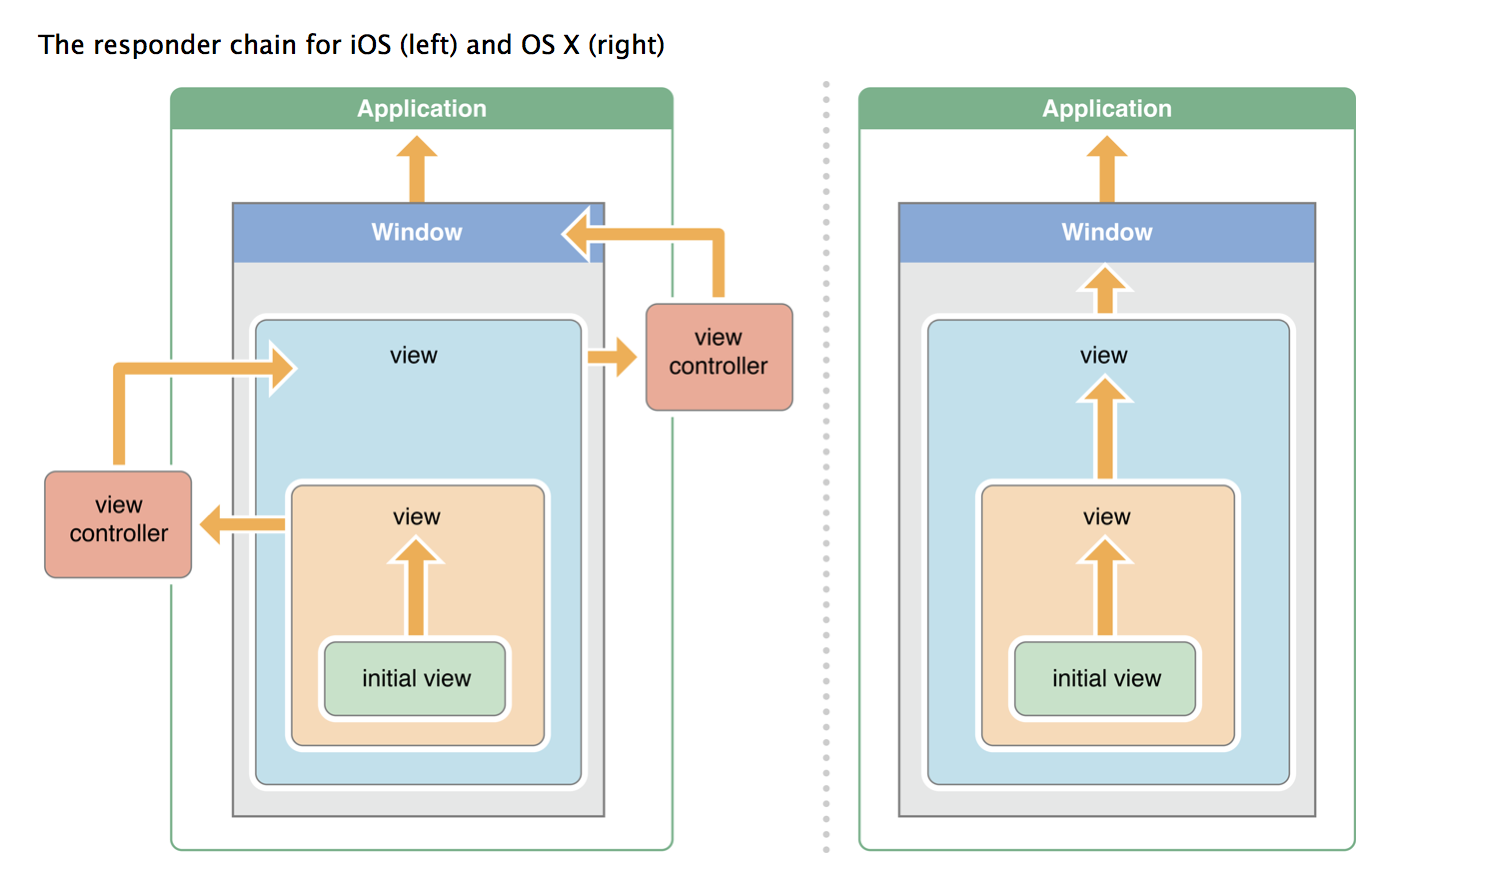 The responder chain for iOS (left) and OS X (right)
Application
Window
view
view
controller
view
controller
view
initial view
Application
Window
view
view
initial view